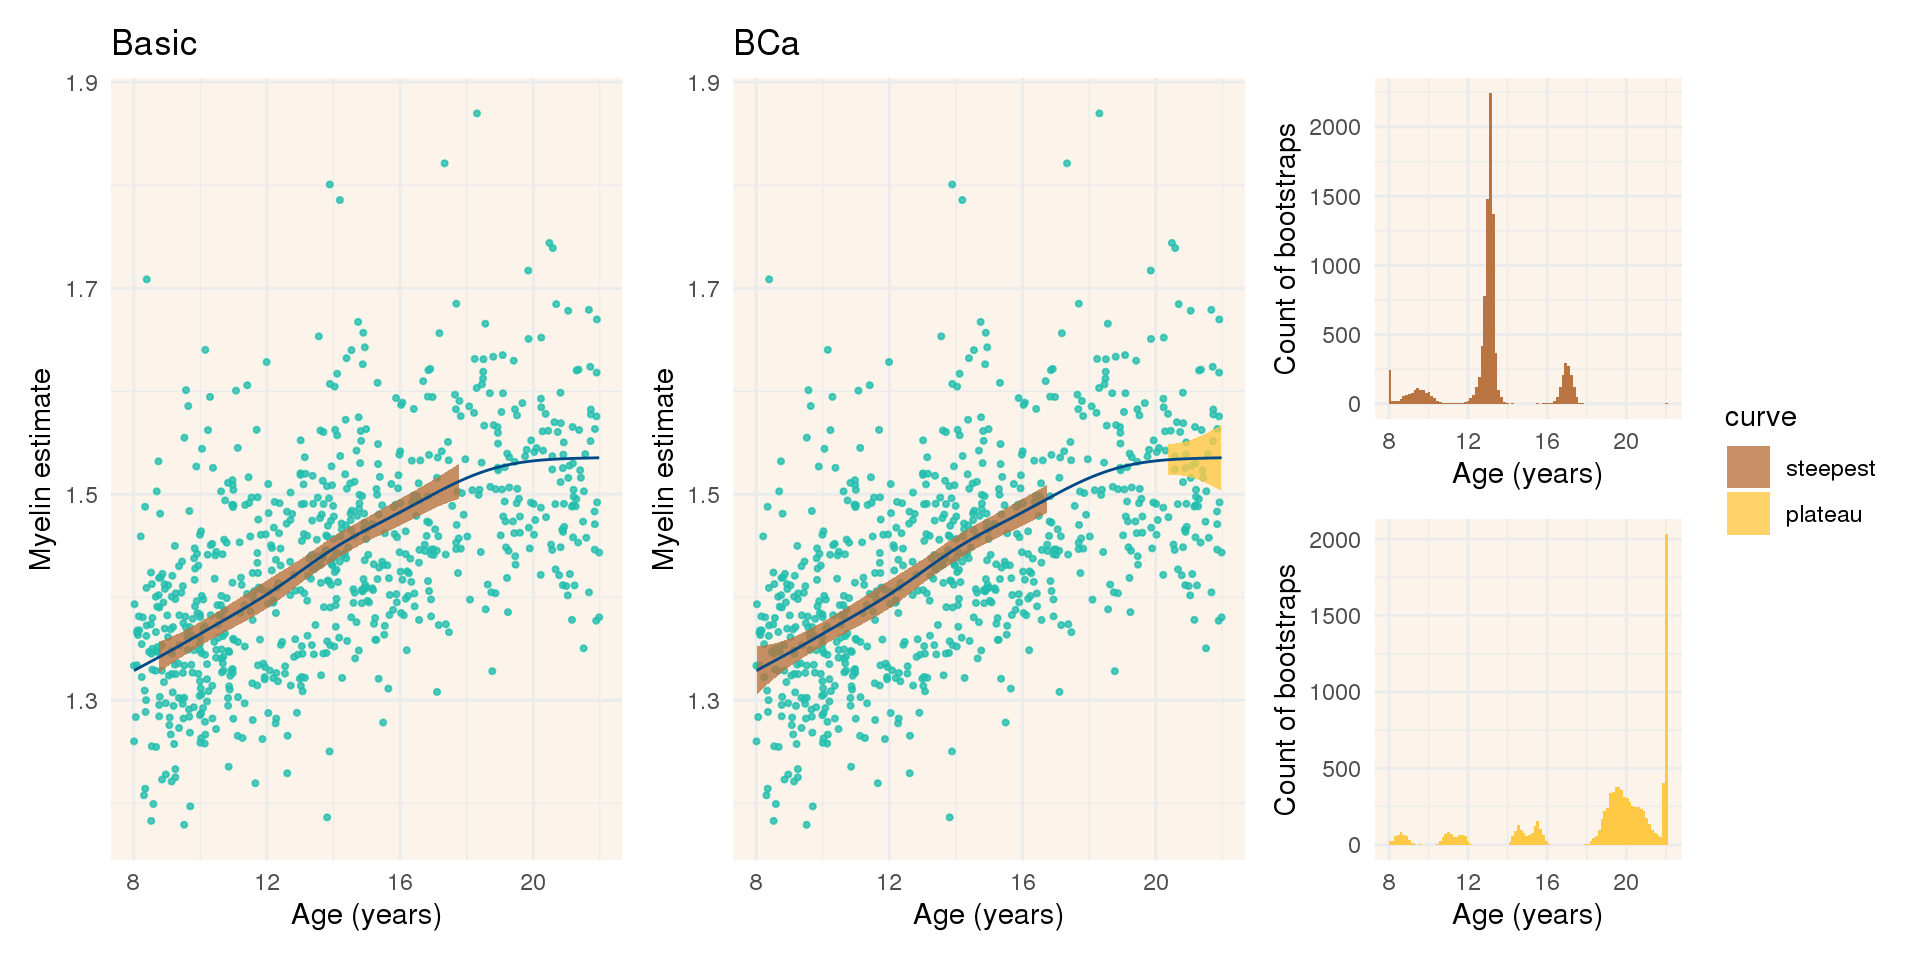 Basic
1.9
1.7
1.5
1.3
Myelin estimate
8 12 16 20
Age (years)
BCa
1.9
1.7
1.5
1.3
Myelin estimate
8 12 16 20
Age (years)
2000
1500
1000
500
0
Count of bootstraps
8 12 16 20
Age (years)
2000
1500
1000
500
0
Count of bootstraps
8 12 16 20
Age (years)
curve
steepest
plateau